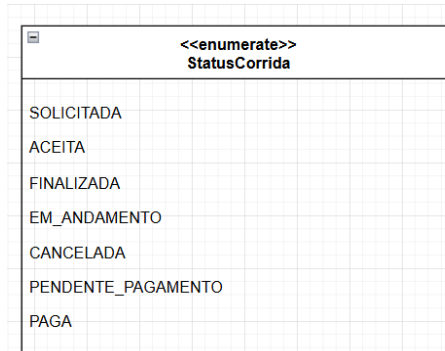 <<enumerate>>
StatusCorrida
SOLICITADA
ACEITA
FINALIZADA
EM_ANDAMENTO
CANCELADA
PENDENTE_PAGAMENTO
PAGA